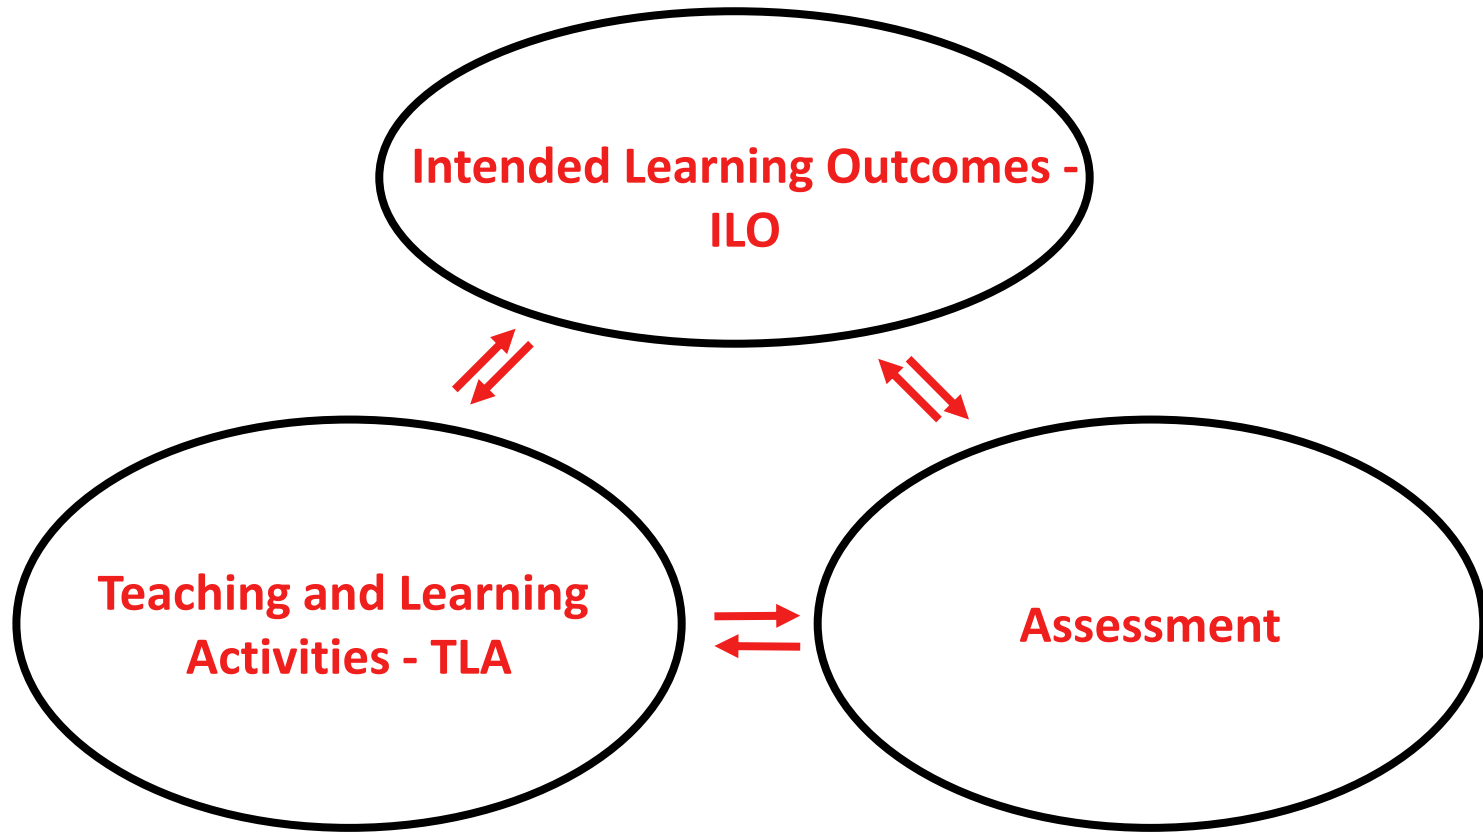 Intended Learning Outcomes -
ILO
Teaching and Learning
Activities - TLA
Assessment